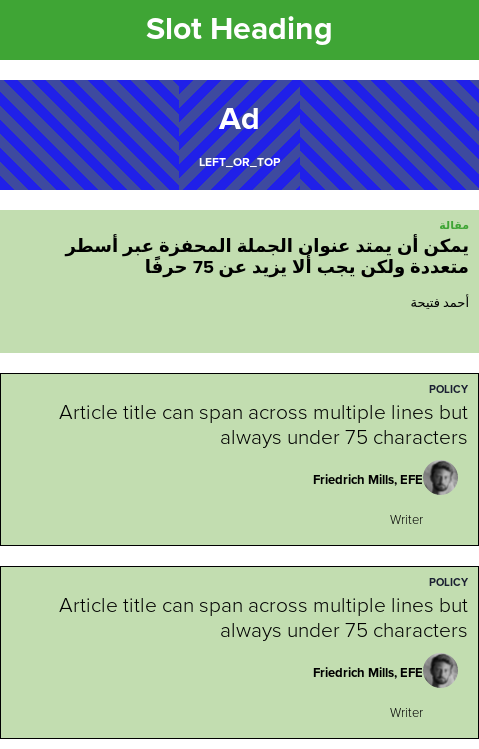 Slot Heading
Ad
LEFT_OR_TOP
مقالة
يمكن أن يمتد عنوان الجملة المحفزة عبر أسطر
متعددة ولكن يجب ألا يزيد عن 75 حرفًا
أحمد فتيحة
POLICY
Article title can span across multiple lines but
always under 75 characters
Friedrich Mills, EFE
Writer
POLICY
Article title can span across multiple lines but
always under 75 characters
Friedrich Mills, EFE
Writer